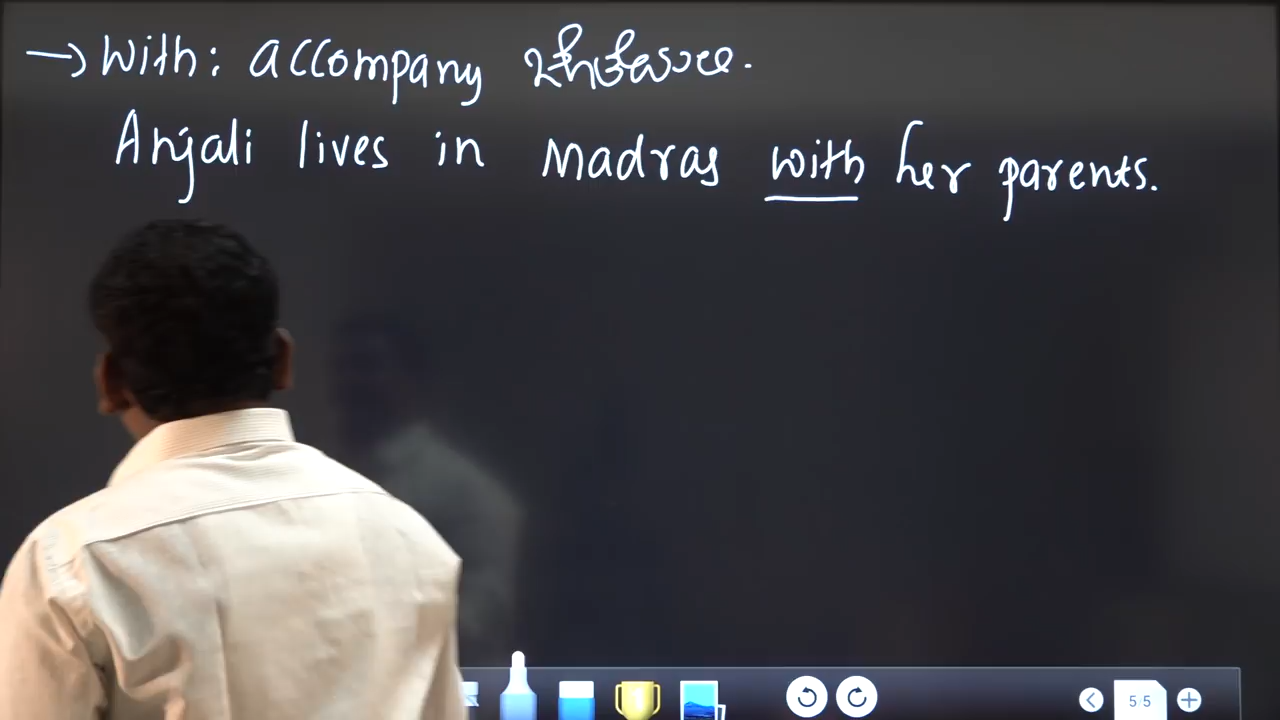 → With: accompany
Anjali lives in Madras with her parents.
55